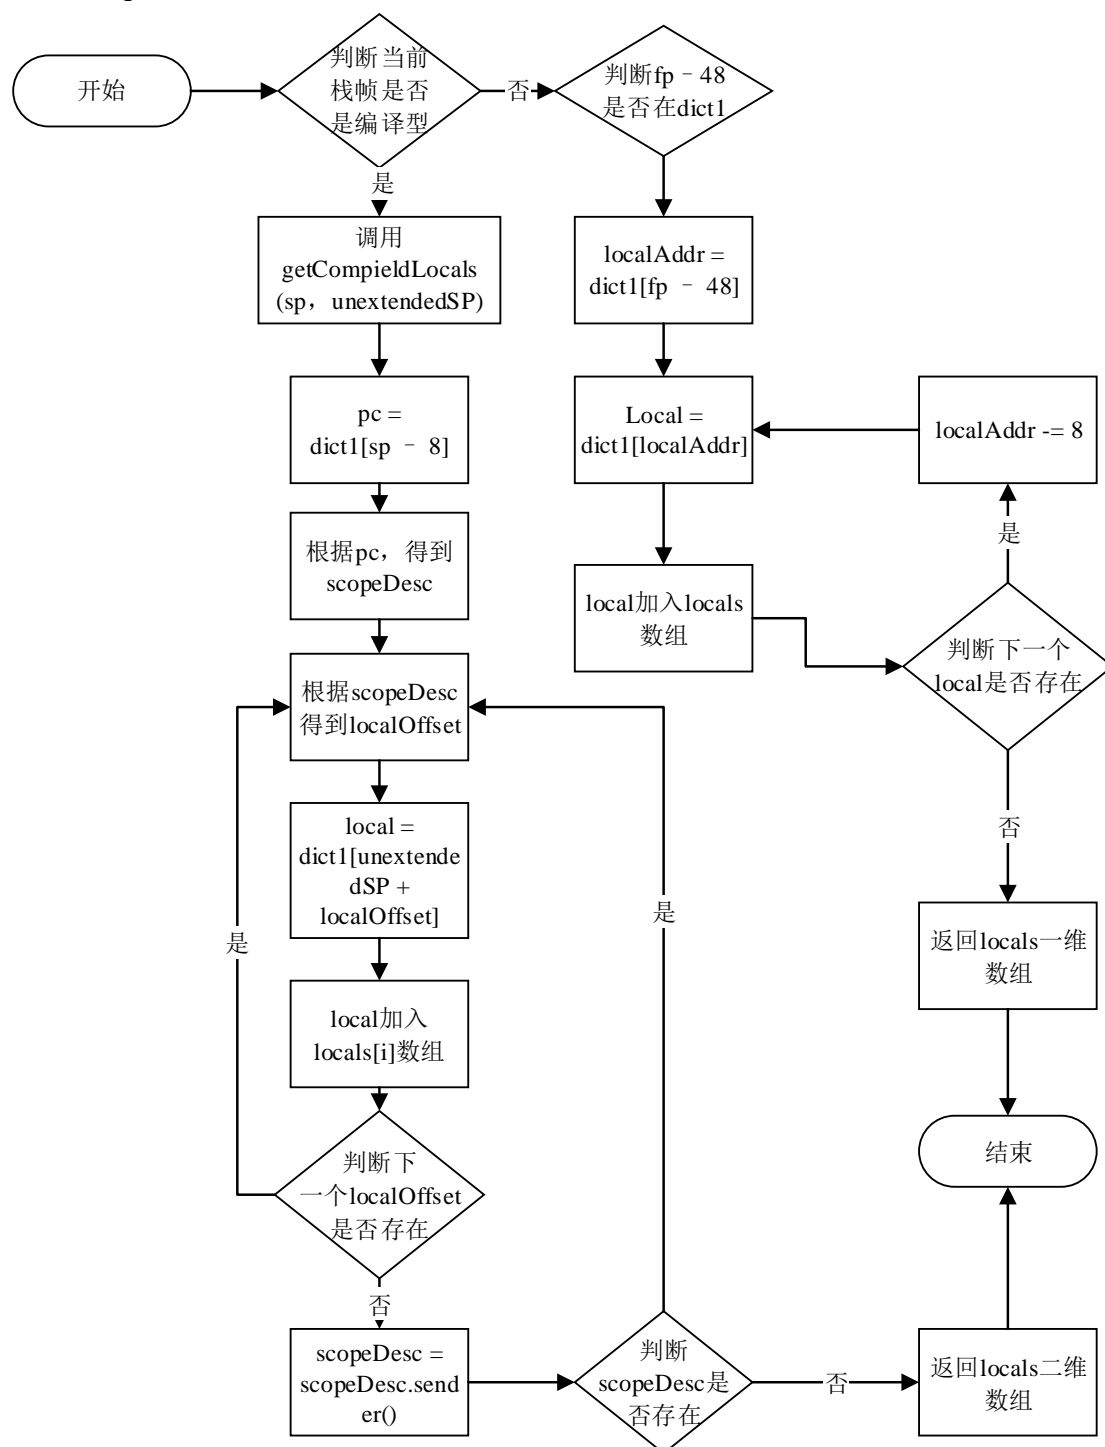 开始
判断当前
栈帧是否
是编译型
否
判断fp－48
是否在dict1
是
调用
getCompieldLocals
(sp，unextendedSP)
localAddr =
dict1[fp － 48]
pc =
dict1[sp － 8]
Local =
dict1[localAddr]
localAddr -= 8
根据pc，得到
scopeDesc
是
local加入locals
数组
判断下一个
local是否存在
根据scopeDesc
得到localOffset
否
local =
dict1[unextende
dSP +
localOffset]
是
是
返回locals一维
数组
local加入
locals[i]数组
判断下
一个localOffset
是否存在
结束
否
scopeDesc =
scopeDesc.send
er()
判断
scopeDesc是
否存在
否
返回locals二维
数组